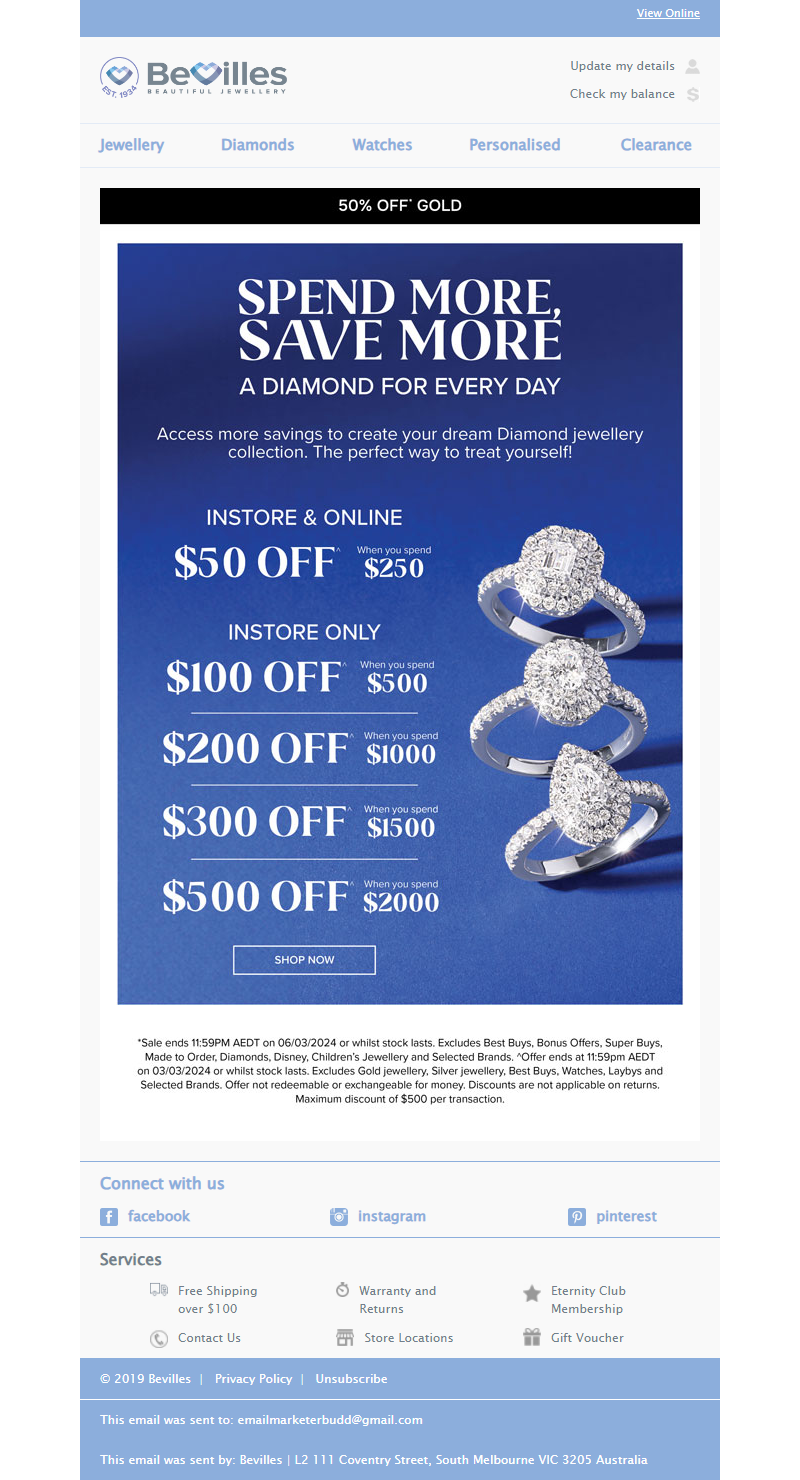 View Online
BeVilles
BEAUTIFUL JEWELLERY
EST. 1934
Update my details
Check my balance
Jewellery Diamonds Watches Personalised Clearance
50% OFF* GOLD
SPEND MORE,
SAVE MORE
A DIAMOND FOR EVERY DAY
Access more savings to create your dream Diamond jewellery
collection. The perfect way to treat yourself!
INSTORE & ONLINE
$50 OFF^ When you spend $250
INSTORE ONLY
$100 OFF^ When you spend $500
$200 OFF^ When you spend $1000
$300 OFF^ When you spend $1500
$500 OFF^ When you spend $2000
SHOP NOW
*Sale ends 11:59PM AEDT on 06/03/2024 or whilst stock lasts. Excludes Best Buys, Bonus Offers, Super Buys,
Made to Order, Diamonds, Disney, Children's Jewellery and Selected Brands. ^Offer ends at 11:59pm AEDT
on 03/03/2024 or whilst stock lasts. Excludes Gold jewellery, Silver jewellery, Best Buys, Watches, Laybys and
Selected Brands. Offer not redeemable or exchangeable for money. Discounts are not applicable on returns.
Maximum discount of $500 per transaction.
Connect with us
facebook instagram pinterest
Services
Free Shipping over $100
Warranty and Returns
Eternity Club Membership
Contact Us
Store Locations
Gift Voucher
© 2019 Bevilles | Privacy Policy | Unsubscribe
This email was sent to: emailmarketerbudd@gmail.com
This email was sent by: Bevilles | L2 111 Coventry Street, South Melbourne VIC 3205 Australia